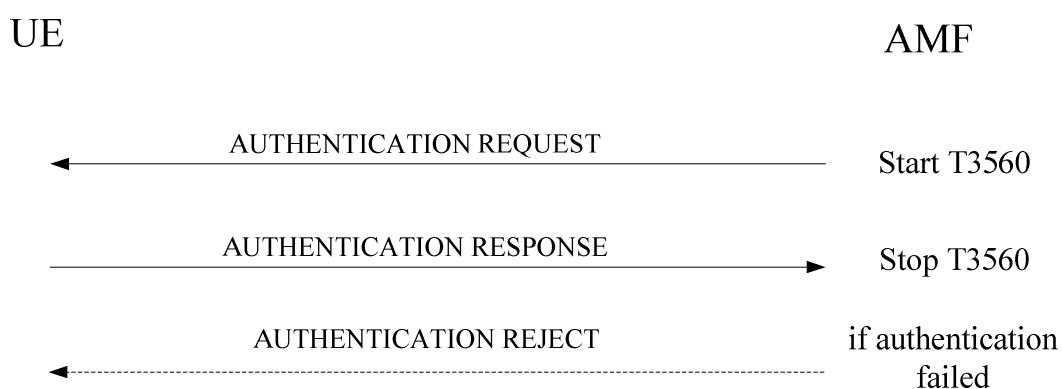 UE
AMF
AUTHENTICATION REQUEST
Start T3560
AUTHENTICATION RESPONSE
Stop T3560
AUTHENTICATION REJECT
if authentication
failed